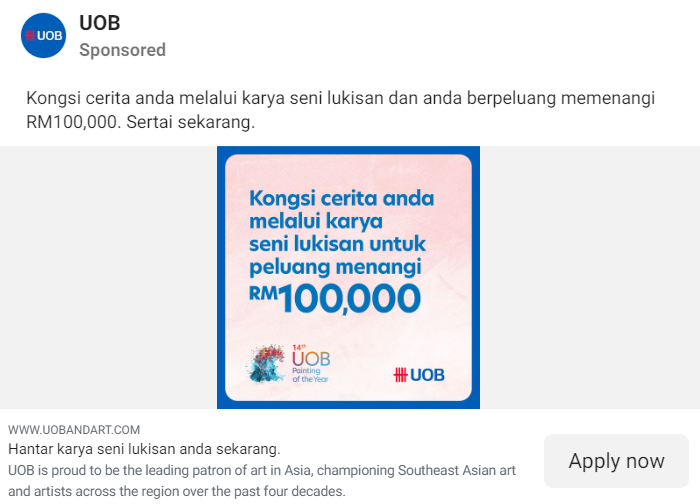 UOB
UOB
Sponsored
Kongsi cerita anda melalui karya seni lukisan dan anda berpeluang memenangi
RM100,000. Sertai sekarang.
Kongsi cerita anda
melalui karya
seni lukisan untuk
peluang menangi
RM100,000
14TH
UOB
Painting
of the Year
UOB
WWW.UOBANDART.COM
Hantar karya seni lukisan anda sekarang.
UOB is proud to be the leading patron of art in Asia, championing Southeast Asian art
and artists across the region over the past four decades.
Apply now